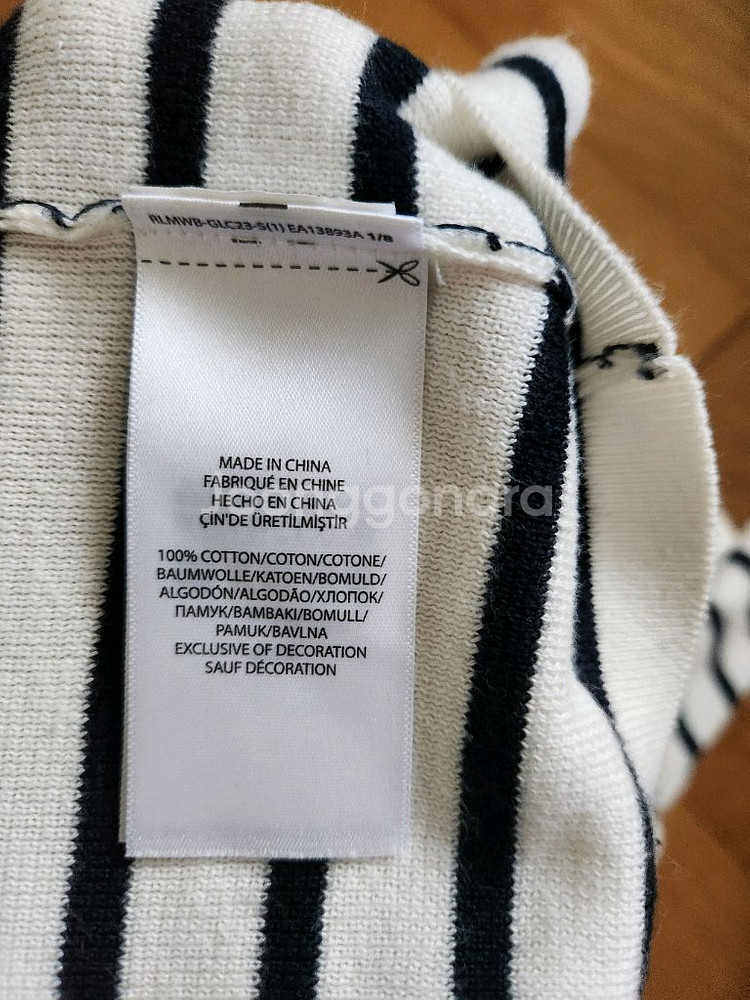 RLMWB-GLC23-S(1) EA13893A 1/8
MADE IN CHINA
FABRIQUÉ EN CHINE
HECHO EN CHINA
ÇİN'DE ÜRETİLMİŞTİR
100% COTTON/COTON/COTONE/
BAUMWOLLE/KATOEN/BOMULD/
ALGODÓN/ALGODÃO/ХЛОПОК/
ПАМУК/ΒΑΜΒΑΚΙ/BOMULL/
PAMUK/BAVLNA
EXCLUSIVE OF DECORATION
SAUF DÉCORATION